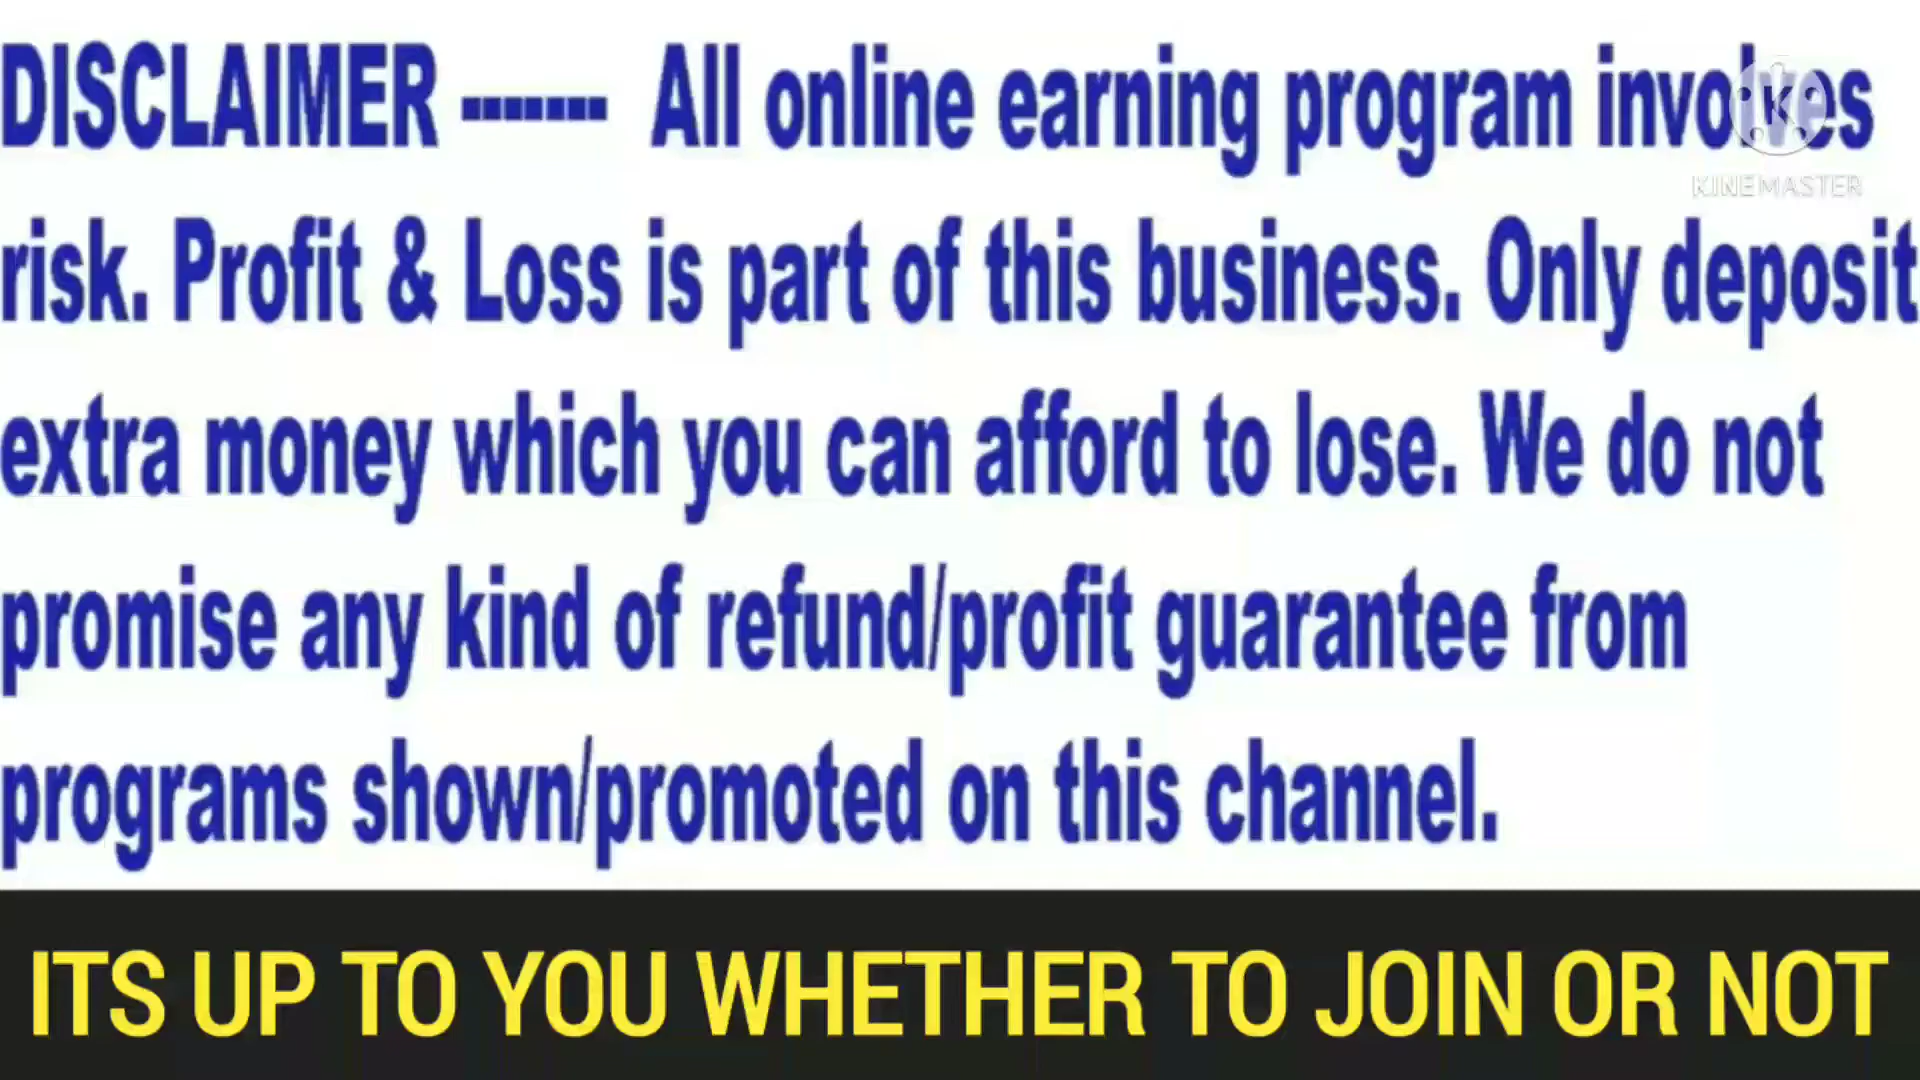 DISCLAIMER ------- All online earning program involves
KINEMASTER
risk. Profit & Loss is part of this business. Only deposit
extra money which you can afford to lose. We do not
promise any kind of refund/profit guarantee from
programs shown/promoted on this channel.
ITS UP TO YOU WHETHER TO JOIN OR NOT